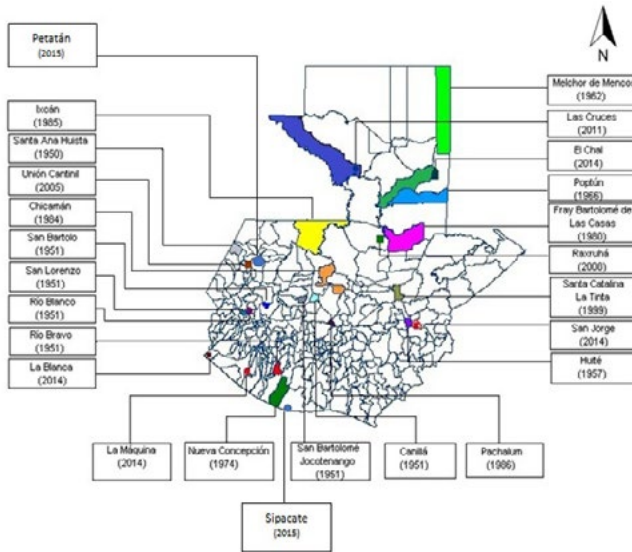 Petatán
(2015)
N
Ixcán
(1985)
Santa Ana Huista
(1950)
Unión Cantinil
(2005)
Chicamán
(1984)
San Bartolo
(1951)
San Lorenzo
(1951)
Río Blanco
(1951)
Río Bravo
(1951)
La Blanca
(2014)
Melchor de Mencos
(1962)
Las Cruces
(2011)
El Chal
(2014)
Poptún
(1966)
Fray Bartolomé de
Las Casas
(1980)
Raxruhá
(2008)
Santa Catalina
La Tinta
(1999)
San Jorge
(2014)
Huité
(1957)
La Máquina
(2014)
Nueva Concepción
(1974)
San Bartolomé
Jocotenango
(1951)
Canillá
(1951)
Pachalum
(1986)
Sipacate
(2015)